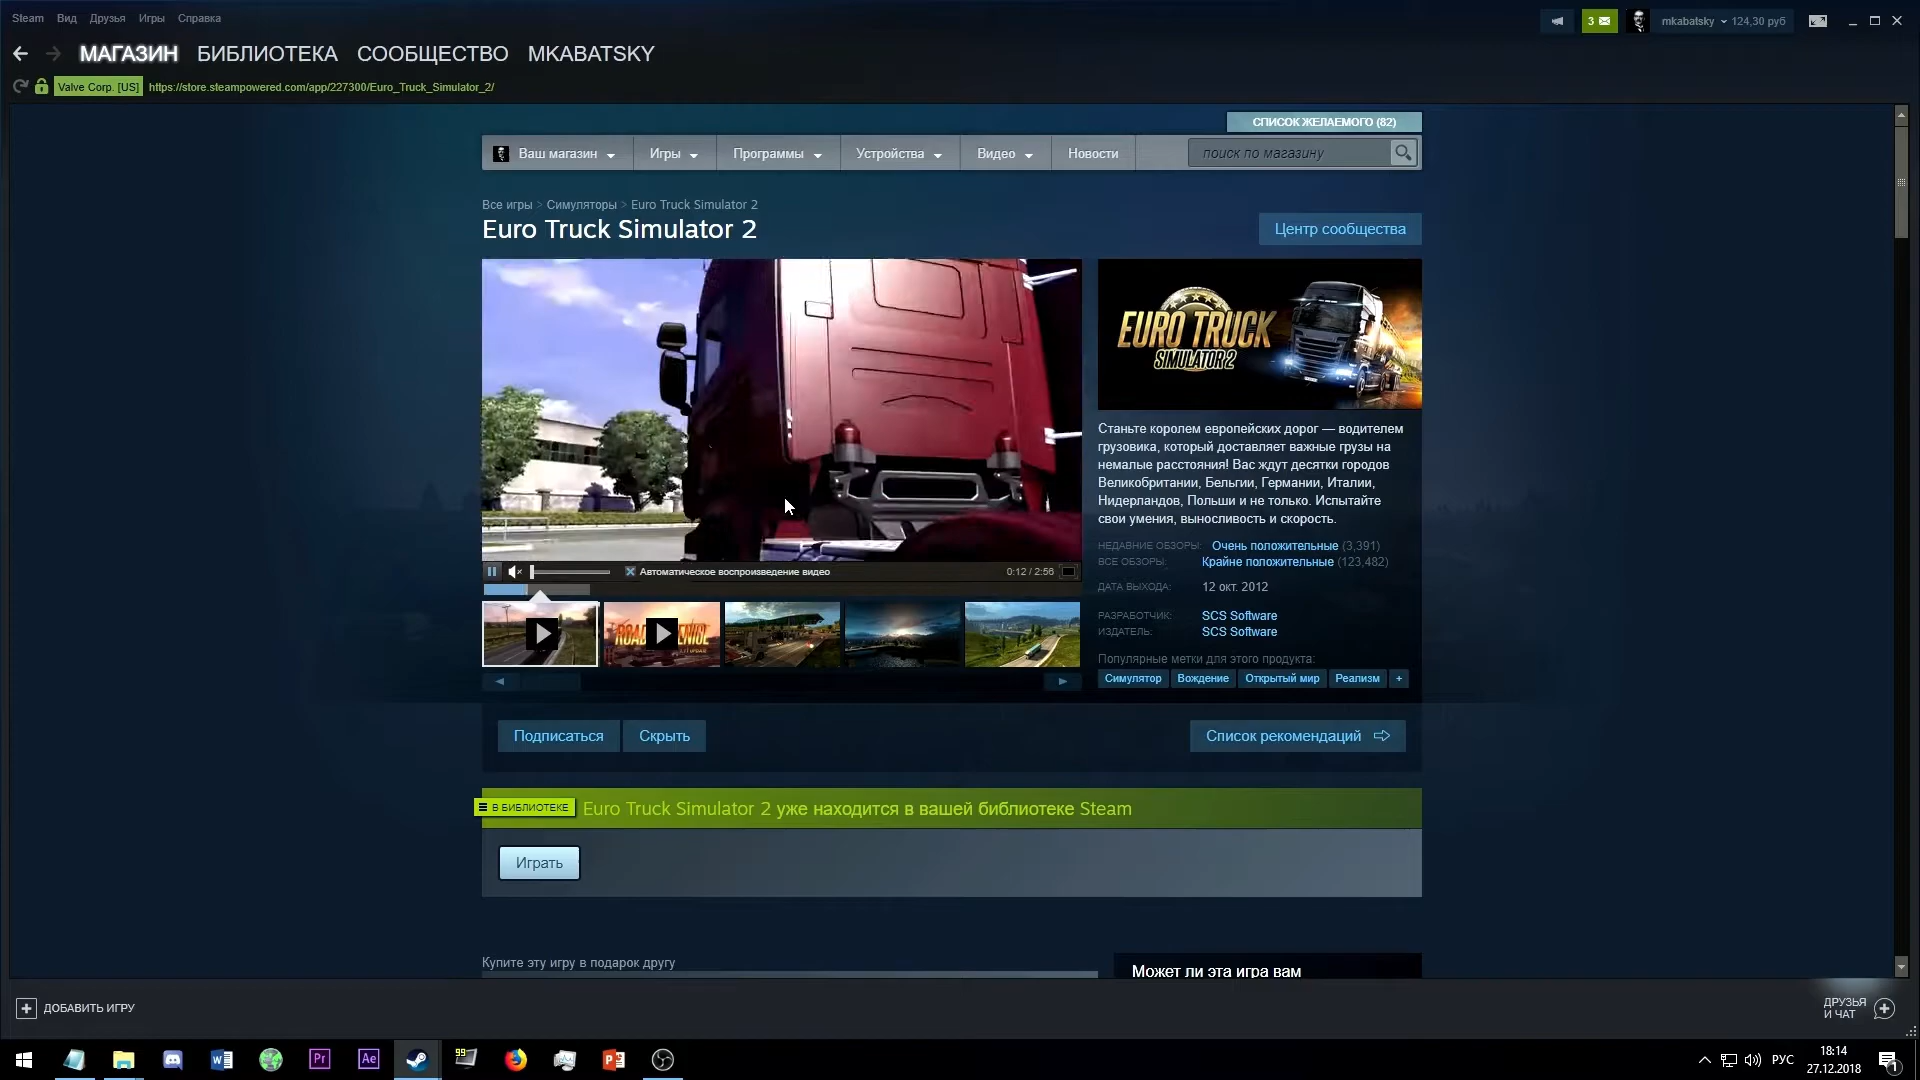 Steam Вид Друзья Игры Справка
3 mkabatsky 124,30 руб
МАГАЗИН БИБЛИОТЕКА СООБЩЕСТВО MKABATSKY
Valve Corp. [US] https://store.steampowered.com/app/227300/Euro_Truck_Simulator_2/
СПИСОК ЖЕЛАЕМОГО (82)
Ваш магазин Игры Программы Устройства Видео Новости поиск по магазину
Все игры > Симуляторы > Euro Truck Simulator 2
Euro Truck Simulator 2
Центр сообщества
EURO TRUCK
SIMULATOR 2
Станьте королем европейских дорог — водителем
грузовика, который доставляет важные грузы на
немалые расстояния! Вас ждут десятки городов
Великобритании, Бельгии, Германии, Италии,
Нидерландов, Польши и не только. Испытайте
свои умения, выносливость и скорость.
НЕДАВНИЕ ОБЗОРЫ: Очень положительные (3,391)
ВСЕ ОБЗОРЫ: Крайне положительные (123,482)
ДАТА ВЫХОДА: 12 окт. 2012
РАЗРАБОТЧИК: SCS Software
ИЗДАТЕЛЬ: SCS Software
Популярные метки для этого продукта:
Симулятор Вождение Открытый мир Реализм +
Автоматическое воспроизведение видео 0:12 / 2:56
Подписаться Скрыть Список рекомендаций
В БИБЛИОТЕКЕ Euro Truck Simulator 2 уже находится в вашей библиотеке Steam
Играть
Купите эту игру в подарок другу
Может ли эта игра вам
ДОБАВИТЬ ИГРУ
ДРУЗЬЯ
И ЧАТ
Pr Ae 99
РУС
18:14
27.12.2018
1